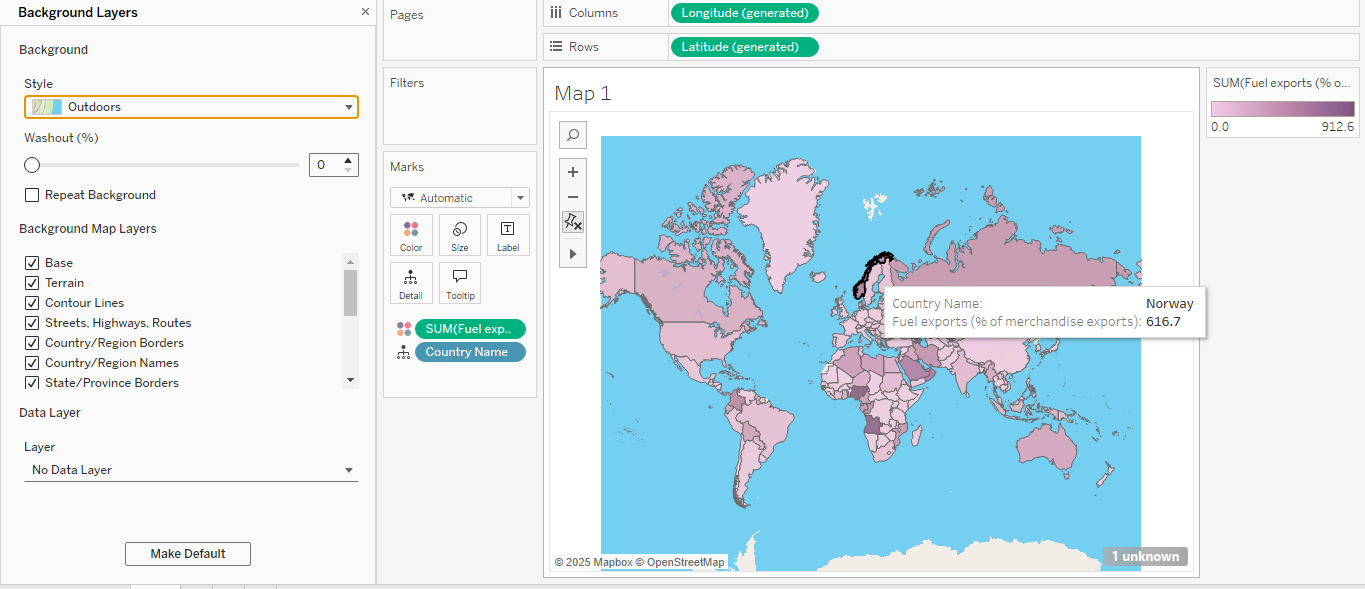 Background Layers
Background
Style
Outdoors
Washout (%)
0
Repeat Background
Background Map Layers
Base
Terrain
Contour Lines
Streets, Highways, Routes
Country/Region Borders
Country/Region Names
State/Province Borders
Data Layer
Layer
No Data Layer
Make Default
Pages
Filters
Marks
Automatic
Color
Size
Label
Detail
Tooltip
SUM(Fuel exp..
Country Name
Columns
Longitude (generated)
Rows
Latitude (generated)
Map 1
Country Name: Norway
Fuel exports (% of merchandise exports): 616.7
© 2025 Mapbox © OpenStreetMap
1 unknown
SUM(Fuel exports (% o...
0.0 912.6